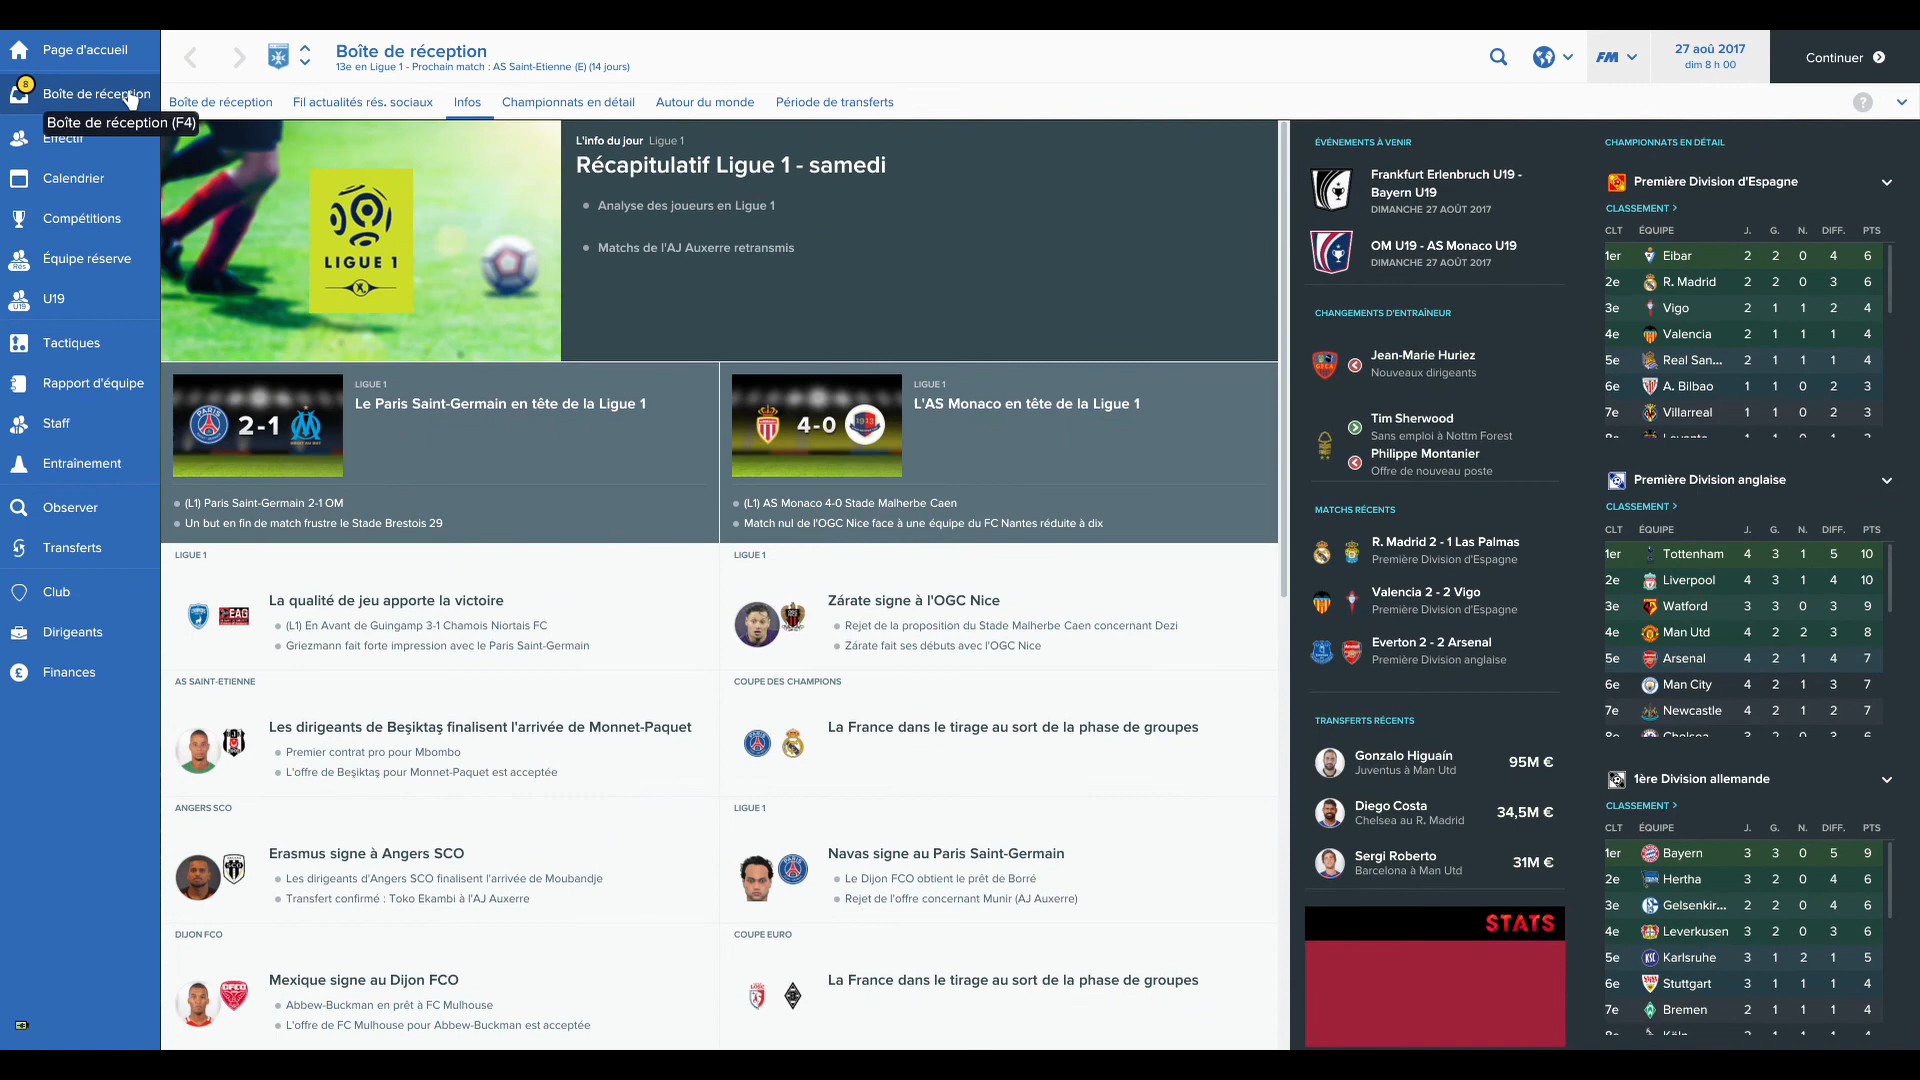 Page d'accueil
8
Boîte de réception
Boîte de réception (F4)
Effectif
Calendrier
Compétitions
Rés
Équipe réserve
U19
U19
Tactiques
Rapport d'équipe
Staff
Entraînement
Observer
Transferts
Club
Dirigeants
£
Finances
Boîte de réception
13e en Ligue 1 - Prochain match : AS Saint-Etienne (E) (14 jours)
FM
27 aoû 2017
dim 8 h 00
Continuer
Boîte de réception
Fil actualités rés. sociaux
Infos
Championnats en détail
Autour du monde
Période de transferts
?
LIGUE 1
L'info du jour Ligue 1
Récapitulatif Ligue 1 - samedi
Analyse des joueurs en Ligue 1
Matchs de l'AJ Auxerre retransmis
PARIS
2-1
LIGUE 1
Le Paris Saint-Germain en tête de la Ligue 1
(L1) Paris Saint-Germain 2-1 OM
Un but en fin de match frustre le Stade Brestois 29
4-0
1913
LIGUE 1
L'AS Monaco en tête de la Ligue 1
(L1) AS Monaco 4-0 Stade Malherbe Caen
Match nul de l'OGC Nice face à une équipe du FC Nantes réduite à dix
LIGUE 1
EAG
La qualité de jeu apporte la victoire
(L1) En Avant de Guingamp 3-1 Chamois Niortais FC
Griezmann fait forte impression avec le Paris Saint-Germain
LIGUE 1
Zárate signe à l'OGC Nice
Rejet de la proposition du Stade Malherbe Caen concernant Dezi
Zárate fait ses débuts avec l'OGC Nice
AS SAINT-ETIENNE
Les dirigeants de Beşiktaş finalisent l'arrivée de Monnet-Paquet
Premier contrat pro pour Mbombo
L'offre de Beşiktaş pour Monnet-Paquet est acceptée
COUPE DES CHAMPIONS
La France dans le tirage au sort de la phase de groupes
ANGERS SCO
Erasmus signe à Angers SCO
Les dirigeants d'Angers SCO finalisent l'arrivée de Moubandje
Transfert confirmé : Toko Ekambi à l'AJ Auxerre
LIGUE 1
Navas signe au Paris Saint-Germain
Le Dijon FCO obtient le prêt de Borré
Rejet de l'offre concernant Munir (AJ Auxerre)
DIJON FCO
DFCO
Mexique signe au Dijon FCO
Abbew-Buckman en prêt à FC Mulhouse
L'offre de FC Mulhouse pour Abbew-Buckman est acceptée
COUPE EURO
LOSC
La France dans le tirage au sort de la phase de groupes
ÉVÉNEMENTS À VENIR
Frankfurt Erlenbruch U19 -
Bayern U19
DIMANCHE 27 AOÛT 2017
OM U19 - AS Monaco U19
DIMANCHE 27 AOÛT 2017
CHANGEMENTS D'ENTRAÎNEUR
GFCA
Jean-Marie Huriez
Nouveaux dirigeants
Tim Sherwood
Sans emploi à Nottm Forest
Philippe Montanier
Offre de nouveau poste
MATCHS RÉCENTS
R. Madrid 2 - 1 Las Palmas
Première Division d'Espagne
Valencia 2 - 2 Vigo
Première Division d'Espagne
Everton 2 - 2 Arsenal
Première Division anglaise
TRANSFERTS RÉCENTS
Gonzalo Higuaín
Juventus à Man Utd
95M €
Diego Costa
Chelsea au R. Madrid
34,5M €
Sergi Roberto
Barcelona à Man Utd
31M €
STATS
CHAMPIONNATS EN DÉTAIL
Première Division d'Espagne
CLASSEMENT >
CLT ÉQUIPE J. G. N. DIFF. PTS
1er Eibar 2 2 0 4 6
2e R. Madrid 2 2 0 3 6
3e Vigo 2 1 1 2 4
4e Valencia 2 1 1 1 4
5e Real San... 2 1 1 1 4
6e A. Bilbao 1 1 0 2 3
7e Villarreal 1 1 0 2 3
8e Levante 1 1 0 1 3
Première Division anglaise
CLASSEMENT >
CLT ÉQUIPE J. G. N. DIFF. PTS
1er Tottenham 4 3 1 5 10
2e Liverpool 4 3 1 4 10
3e Watford 3 3 0 3 9
4e Man Utd 4 2 2 3 8
5e Arsenal 4 2 1 4 7
6e Man City 4 2 1 3 7
7e Newcastle 4 2 1 2 7
8e Chelsea 3 2 0 3 6
1ère Division allemande
CLASSEMENT >
CLT ÉQUIPE J. G. N. DIFF. PTS
1er Bayern 3 3 0 5 9
2e Hertha 3 2 0 4 6
3e Gelsenkir... 2 2 0 4 6
4e Leverkusen 3 2 0 3 6
5e Karlsruhe 3 1 2 1 5
6e Stuttgart 3 1 1 1 4
7e Bremen 2 1 1 1 4
8e Köln